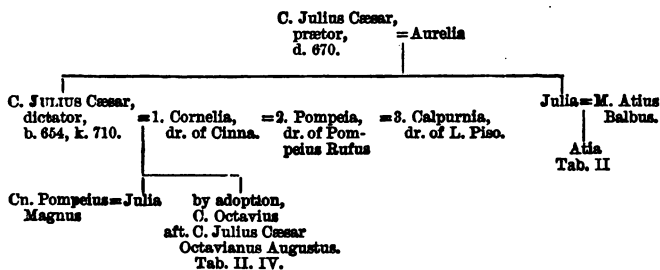 C. Julius Cæsar,
prætor,
d. 670.
=Aurelia
C. JULIUS Cæsar,
dictator,
b. 654, k. 710.
=1. Cornelia,
dr. of Cinna.
=2. Pompeia,
dr. of Pom-
peius Rufus
=3. Calpurnia,
dr. of L. Piso.
Julia=M. Atius
Balbus.
Atia
Tab. II
Cn. Pompeius=Julia
Magnus
by adoption,
C. Octavius
aft. C. Julius Cæsar
Octavianus Augustus.
Tab. II. IV.